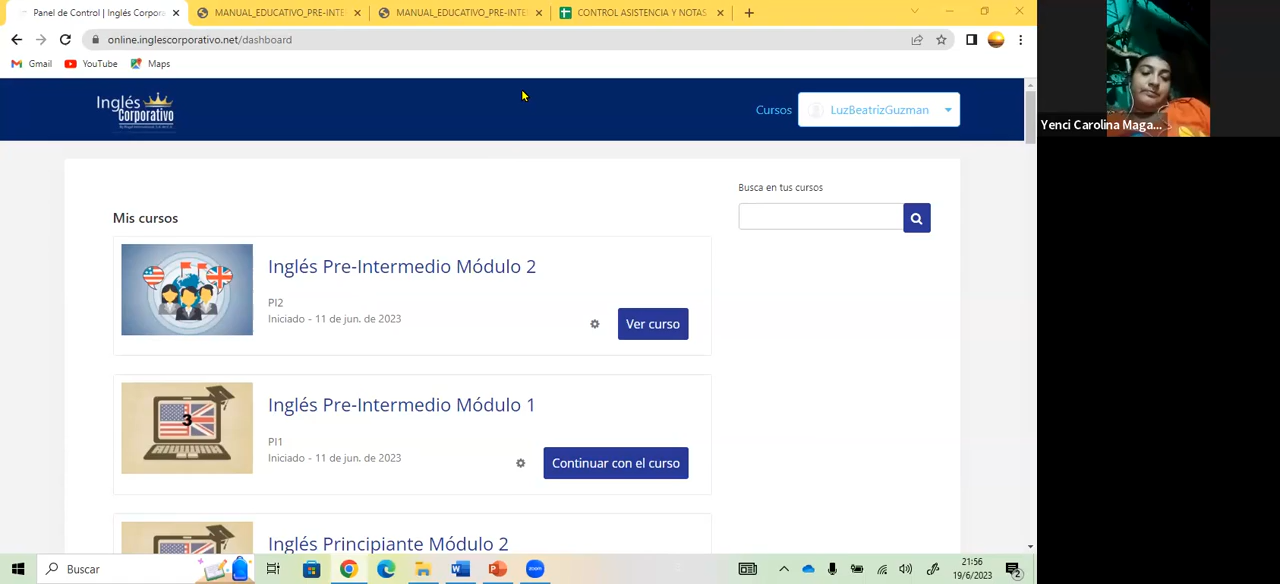 Panel de Control | Inglés Corpora
MANUAL_EDUCATIVO_PRE-INTE
MANUAL_EDUCATIVO_PRE-INTE
CONTROL ASISTENCIA Y NOTAS
online.inglescorporativo.net/dashboard
Gmail
YouTube
Maps
Inglés
Corporativo
Cursos
LuzBeatrizGuzman
Yenci Carolina Maga...
Busca en tus cursos
Mis cursos
Inglés Pre-Intermedio Módulo 2
PI2
Iniciado - 11 de jun. de 2023
Ver curso
3
Inglés Pre-Intermedio Módulo 1
PI1
Iniciado - 11 de jun. de 2023
Continuar con el curso
Inglés Principiante Módulo 2
Buscar
zoom
21:56
19/6/2023
2